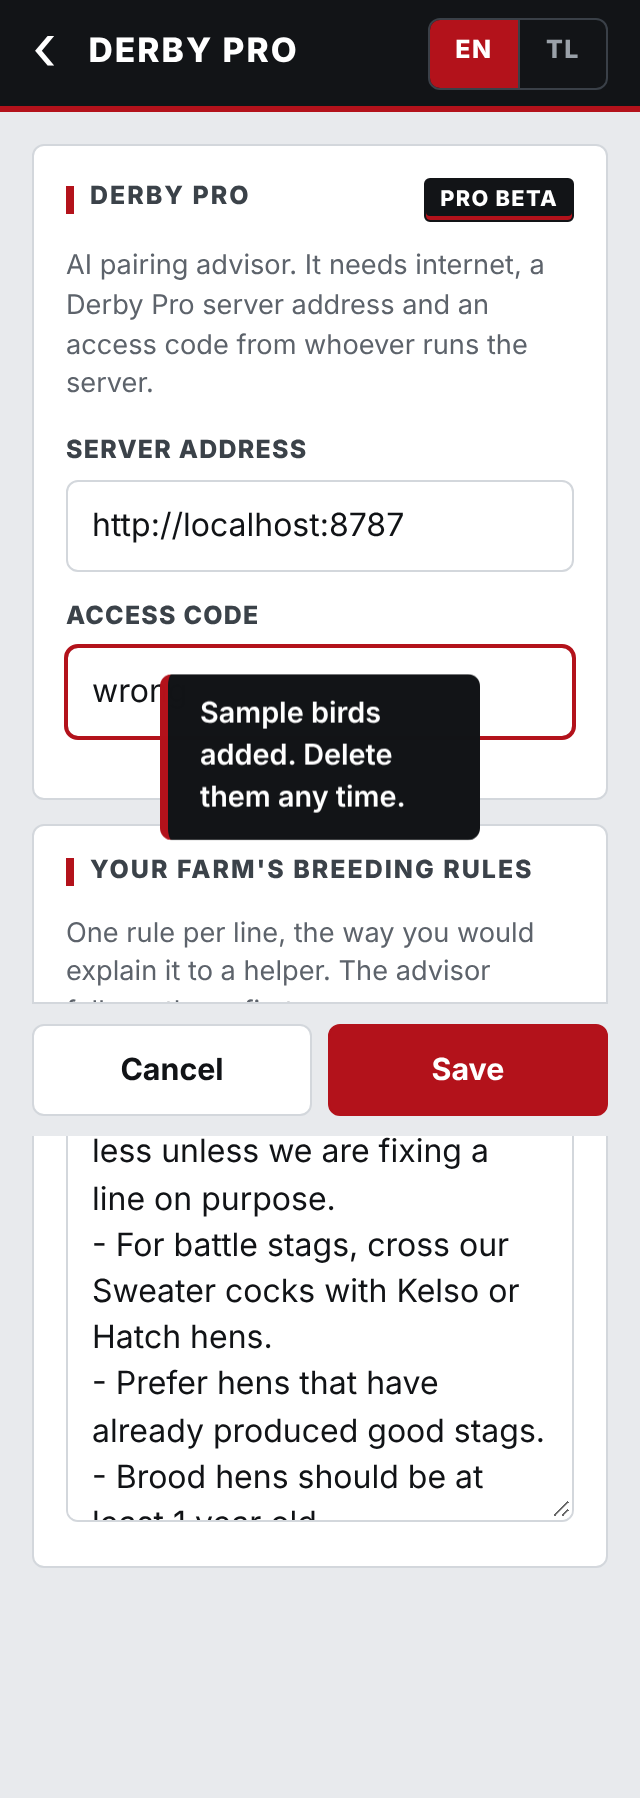 DERBY PRO
EN
TL
DERBY PRO
PRO BETA
AI pairing advisor. It needs internet, a
Derby Pro server address and an
access code from whoever runs the
server.
SERVER ADDRESS
http://localhost:8787
ACCESS CODE
Sample birds
added. Delete
them any time.
YOUR FARM'S BREEDING RULES
One rule per line, the way you would
explain it to a helper. The advisor
Cancel
Save
less unless we are fixing a
line on purpose.
- For battle stags, cross our
Sweater cocks with Kelso or
Hatch hens.
- Prefer hens that have
already produced good stags.
- Brood hens should be at
least 1 year old